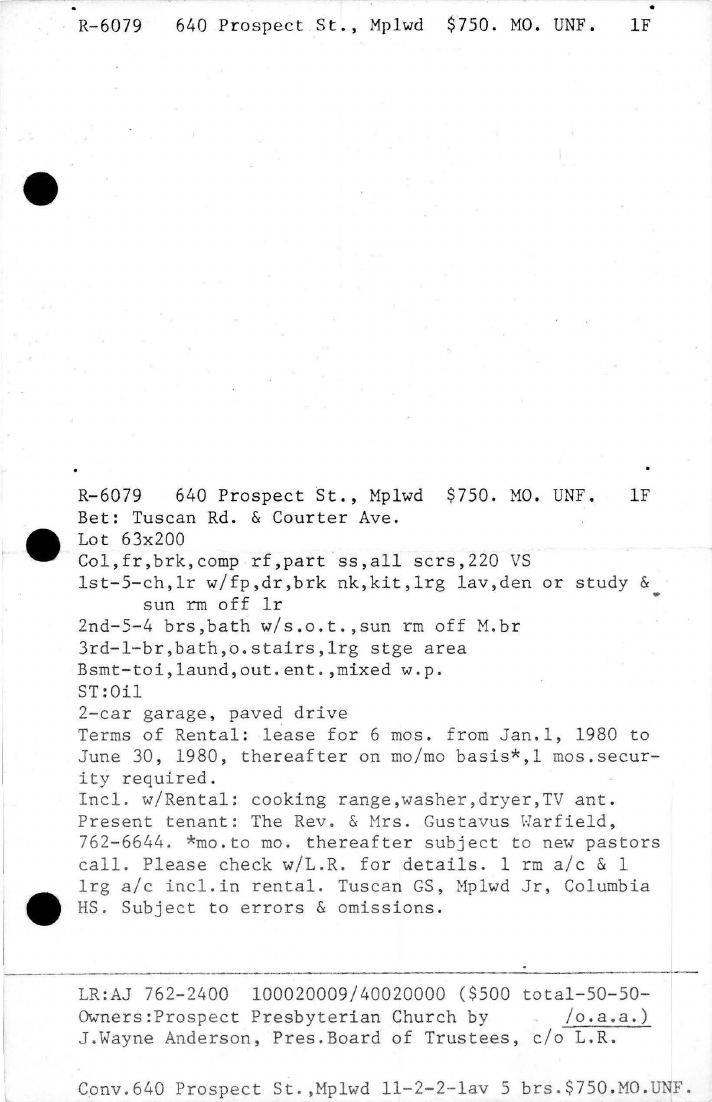 R-6079 640 Prospect St., Mplwd $750. MO. UNF. 1F
R-6079 640 Prospect St., Mplwd $750. MO. UNF. 1F
Bet: Tuscan Rd. & Courter Ave.
Lot 63x200
Col,fr,brk,comp rf,part ss,all scrs,220 VS
1st-5-ch,lr w/fp,dr,brk nk,kit,lrg lav,den or study &
sun rm off lr
2nd-5-4 brs,bath w/s.o.t.,sun rm off M.br
3rd-1-br,bath,o.stairs,lrg stge area
Bsmt-toi,laund,out.ent.,mixed w.p.
ST:Oil
2-car garage, paved drive
Terms of Rental: lease for 6 mos. from Jan.1, 1980 to
June 30, 1980, thereafter on mo/mo basis*,1 mos.secur-
ity required.
Incl. w/Rental: cooking range,washer,dryer,TV ant.
Present tenant: The Rev. & Mrs. Gustavus Warfield,
762-6644. *mo.to mo. thereafter subject to new pastors
call. Please check w/L.R. for details. 1 rm a/c & 1
lrg a/c incl.in rental. Tuscan GS, Mplwd Jr, Columbia
HS. Subject to errors & omissions.
LR:AJ 762-2400 100020009/40020000 ($500 total-50-50-
Owners:Prospect Presbyterian Church by /o.a.a.)
J.Wayne Anderson, Pres.Board of Trustees, c/o L.R.
Conv.640 Prospect St.,Mplwd 11-2-2-1av 5 brs.$750.MO.UNF.